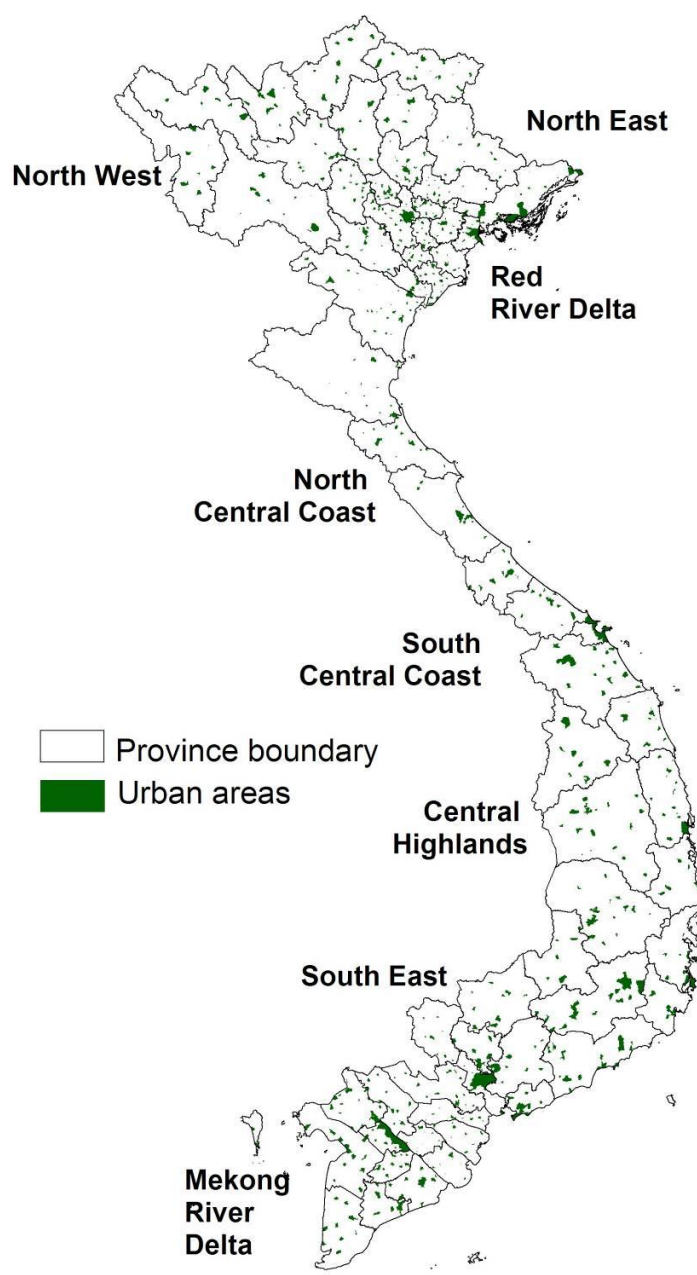 North East
North West
Red
River Delta
North
Central Coast
South
Central Coast
Province boundary
Urban areas
Central
Highlands
South East
Mekong
River
Delta